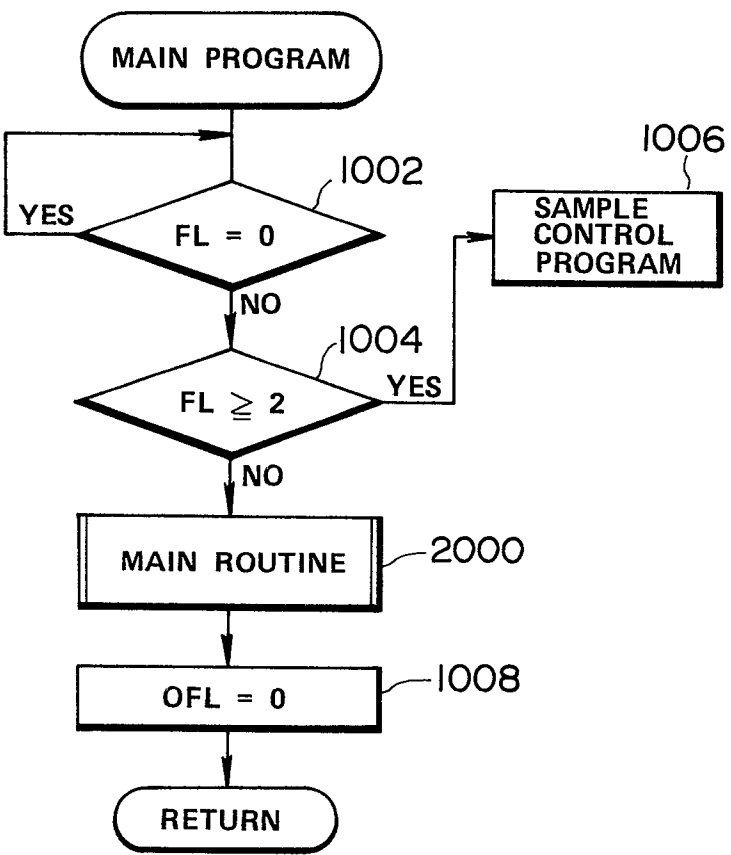 MAIN PROGRAM
1002
YES
FL = 0
NO
1006
SAMPLE
CONTROL
PROGRAM
1004
FL ≧ 2
YES
NO
MAIN ROUTINE
2000
OFL = 0
1008
RETURN